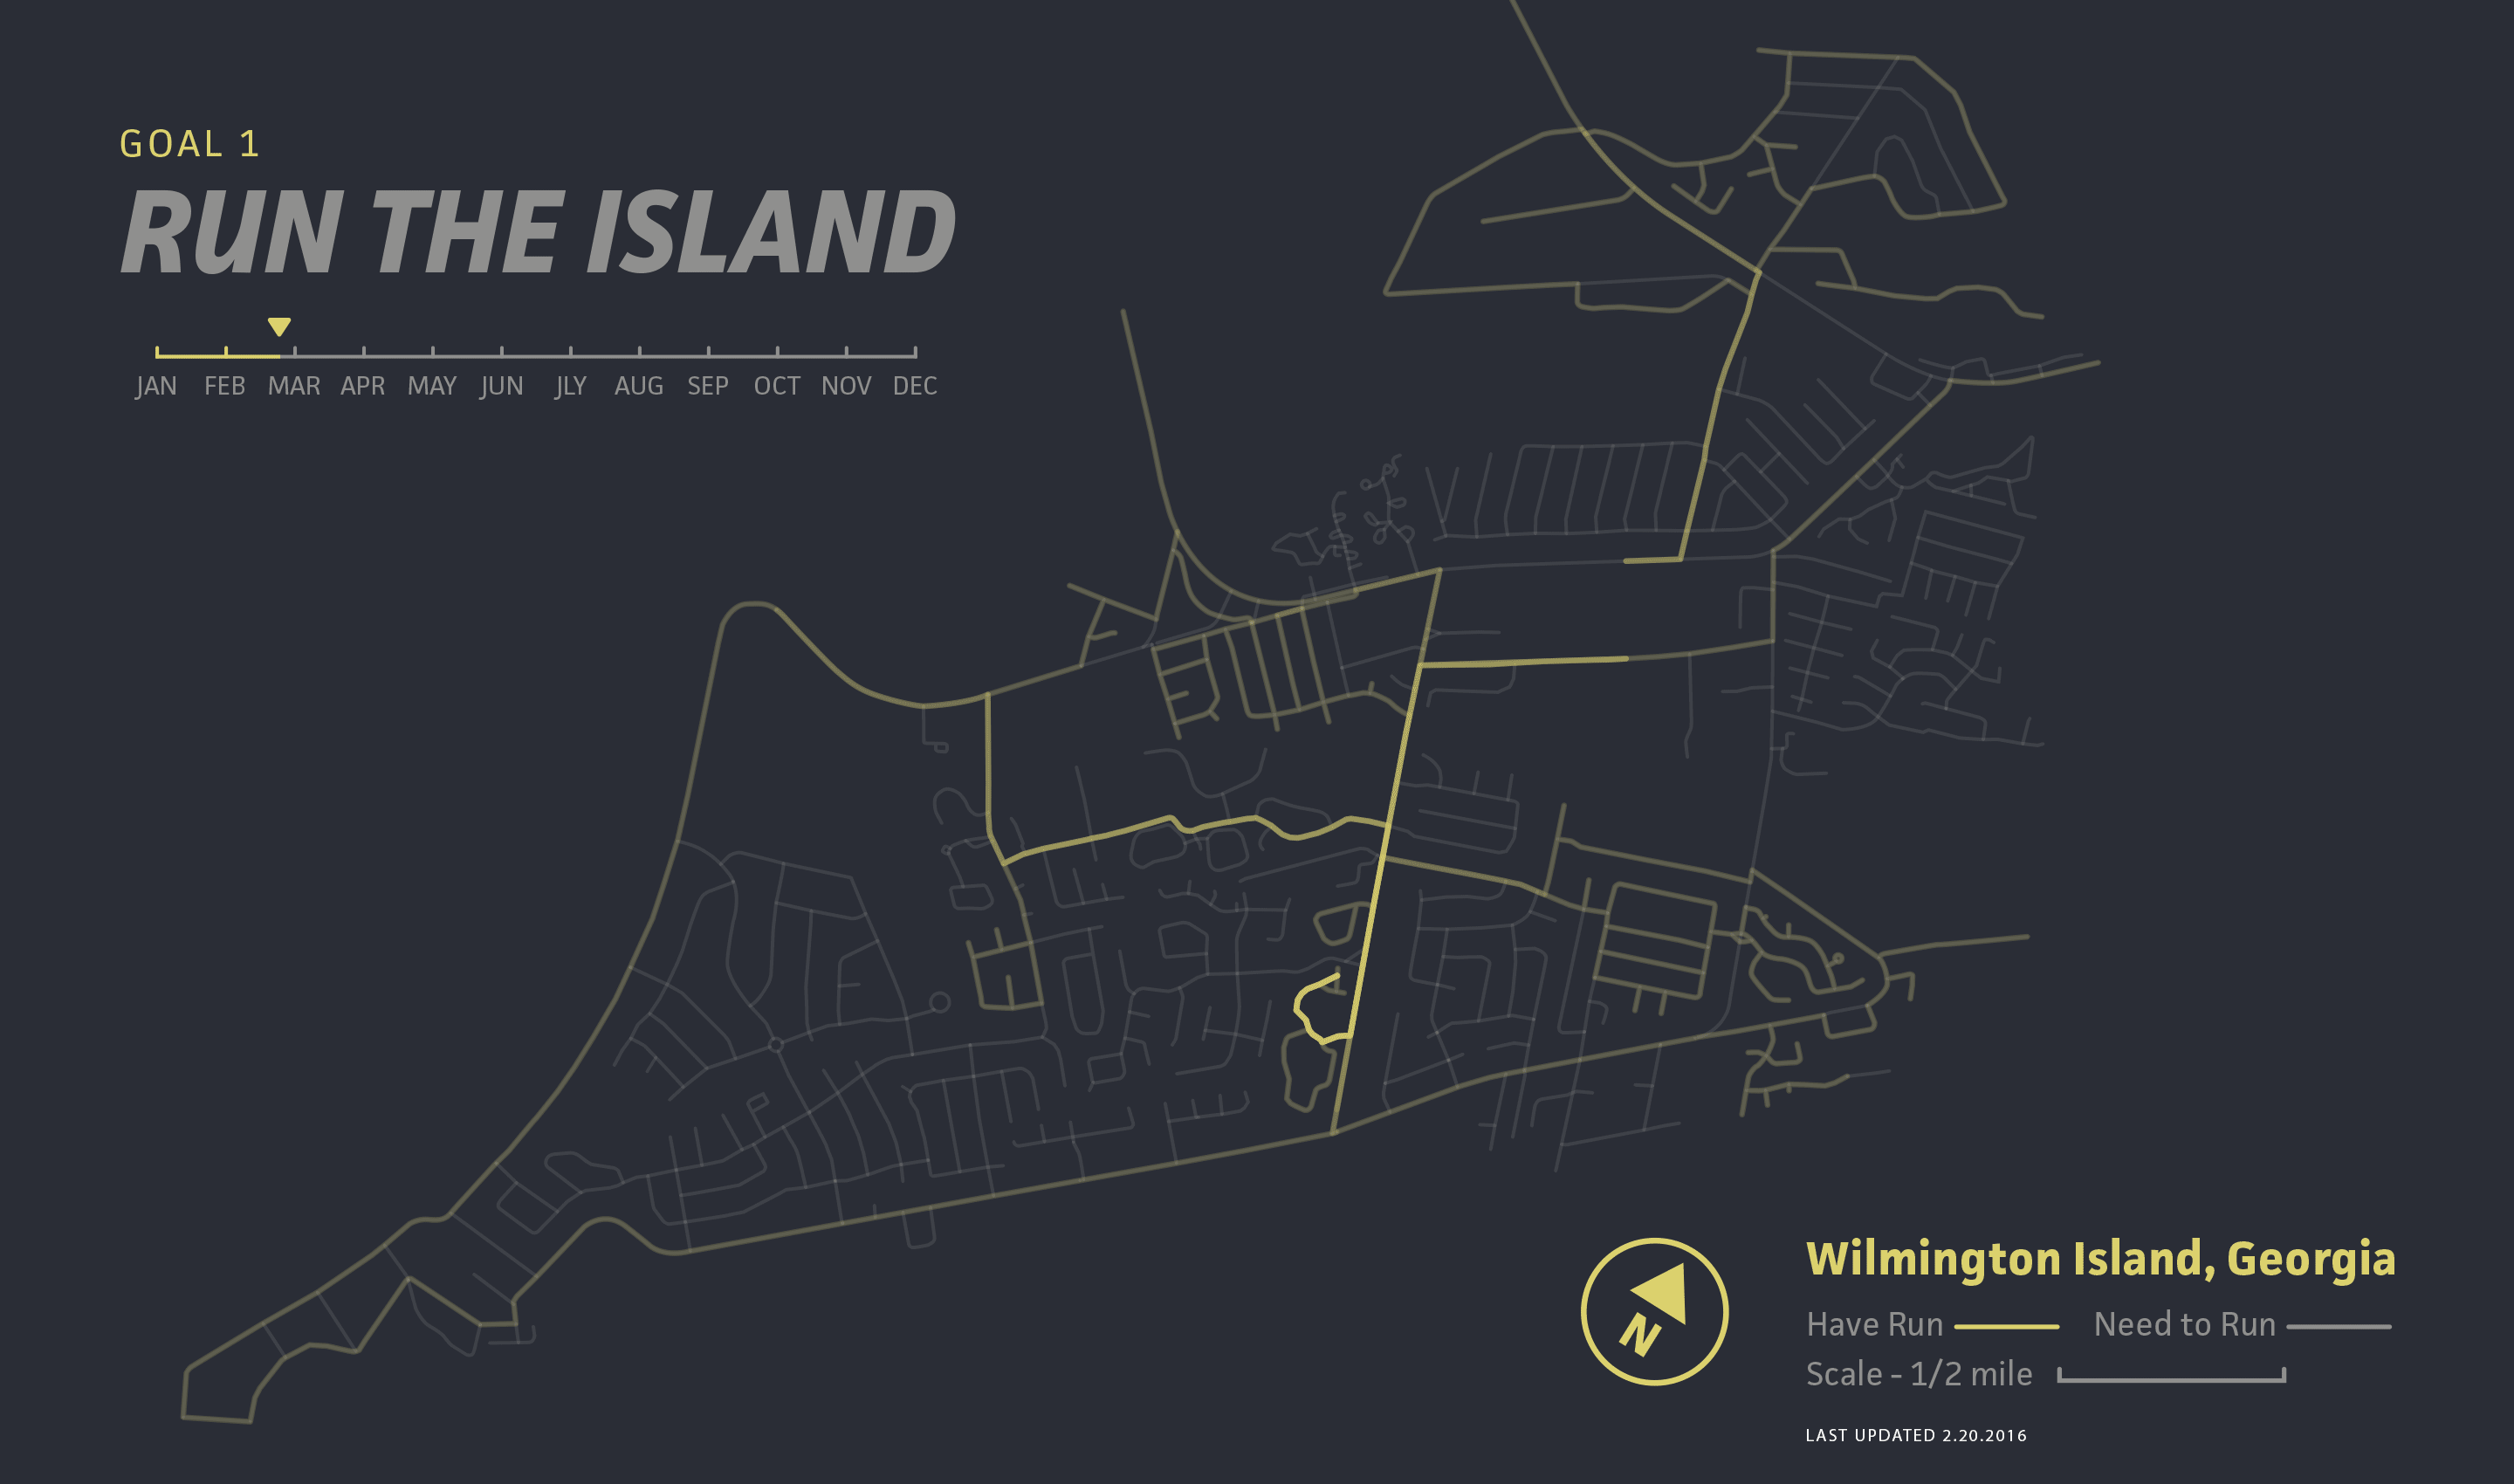 GOAL 1
RUN THE ISLAND
JAN FEB MAR APR MAY JUN JLY AUG SEP OCT NOV DEC
N
Wilmington Island, Georgia
Have Run Need to Run
Scale - 1/2 mile
LAST UPDATED 2.20.2016